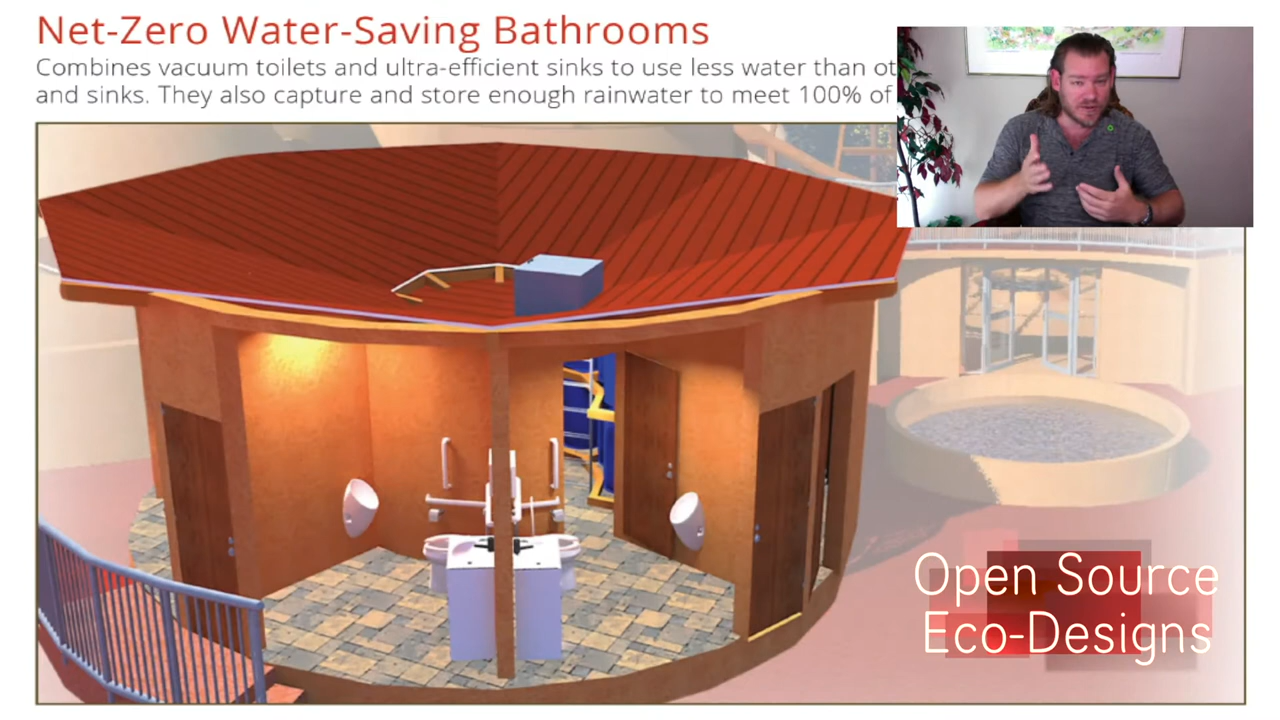 Net-Zero Water-Saving Bathrooms
Combines vacuum toilets and ultra-efficient sinks to use less water than
and sinks. They also capture and store enough rainwater to meet 100% of
Open Source
Eco-Designs